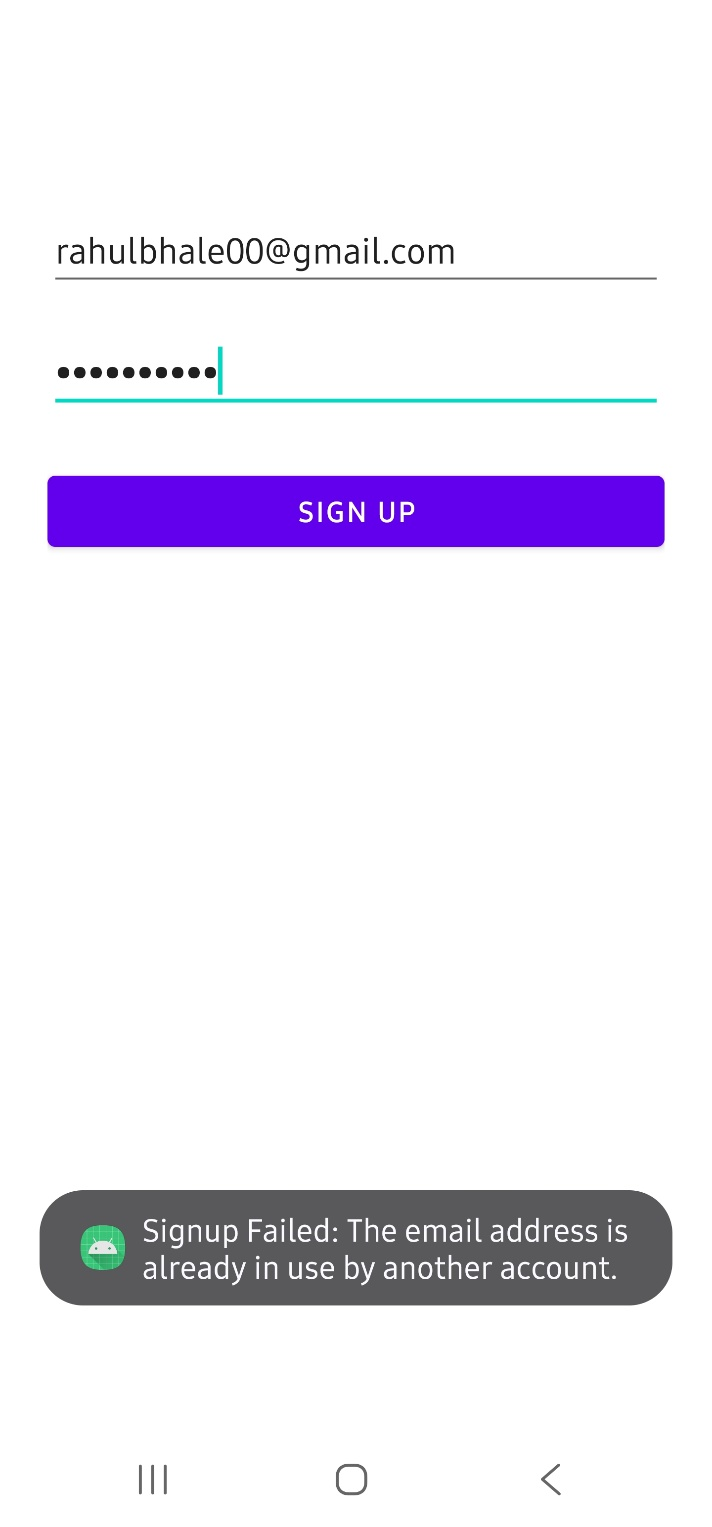 rahulbhale00@gmail.com
••••••••••
SIGN UP
Signup Failed: The email address is
already in use by another account.